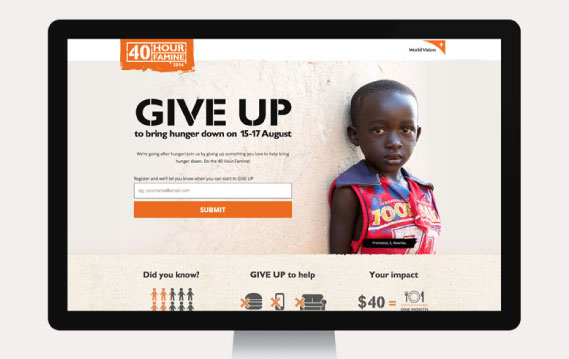 40 HOUR
FAMINE
2014
World Vision
GIVE UP
to bring hunger down on 15-17 August
We're going after hunger! Join us by giving up something you love to help bring
hunger down. Do the 40 Hour Famine!
Register and we'll let you know when you can start to GIVE UP
eg: yourname@email.com
SUBMIT
100%
Rwanda
Did you know?
GIVE UP to help
Your impact
$40 =
ONE MONTH